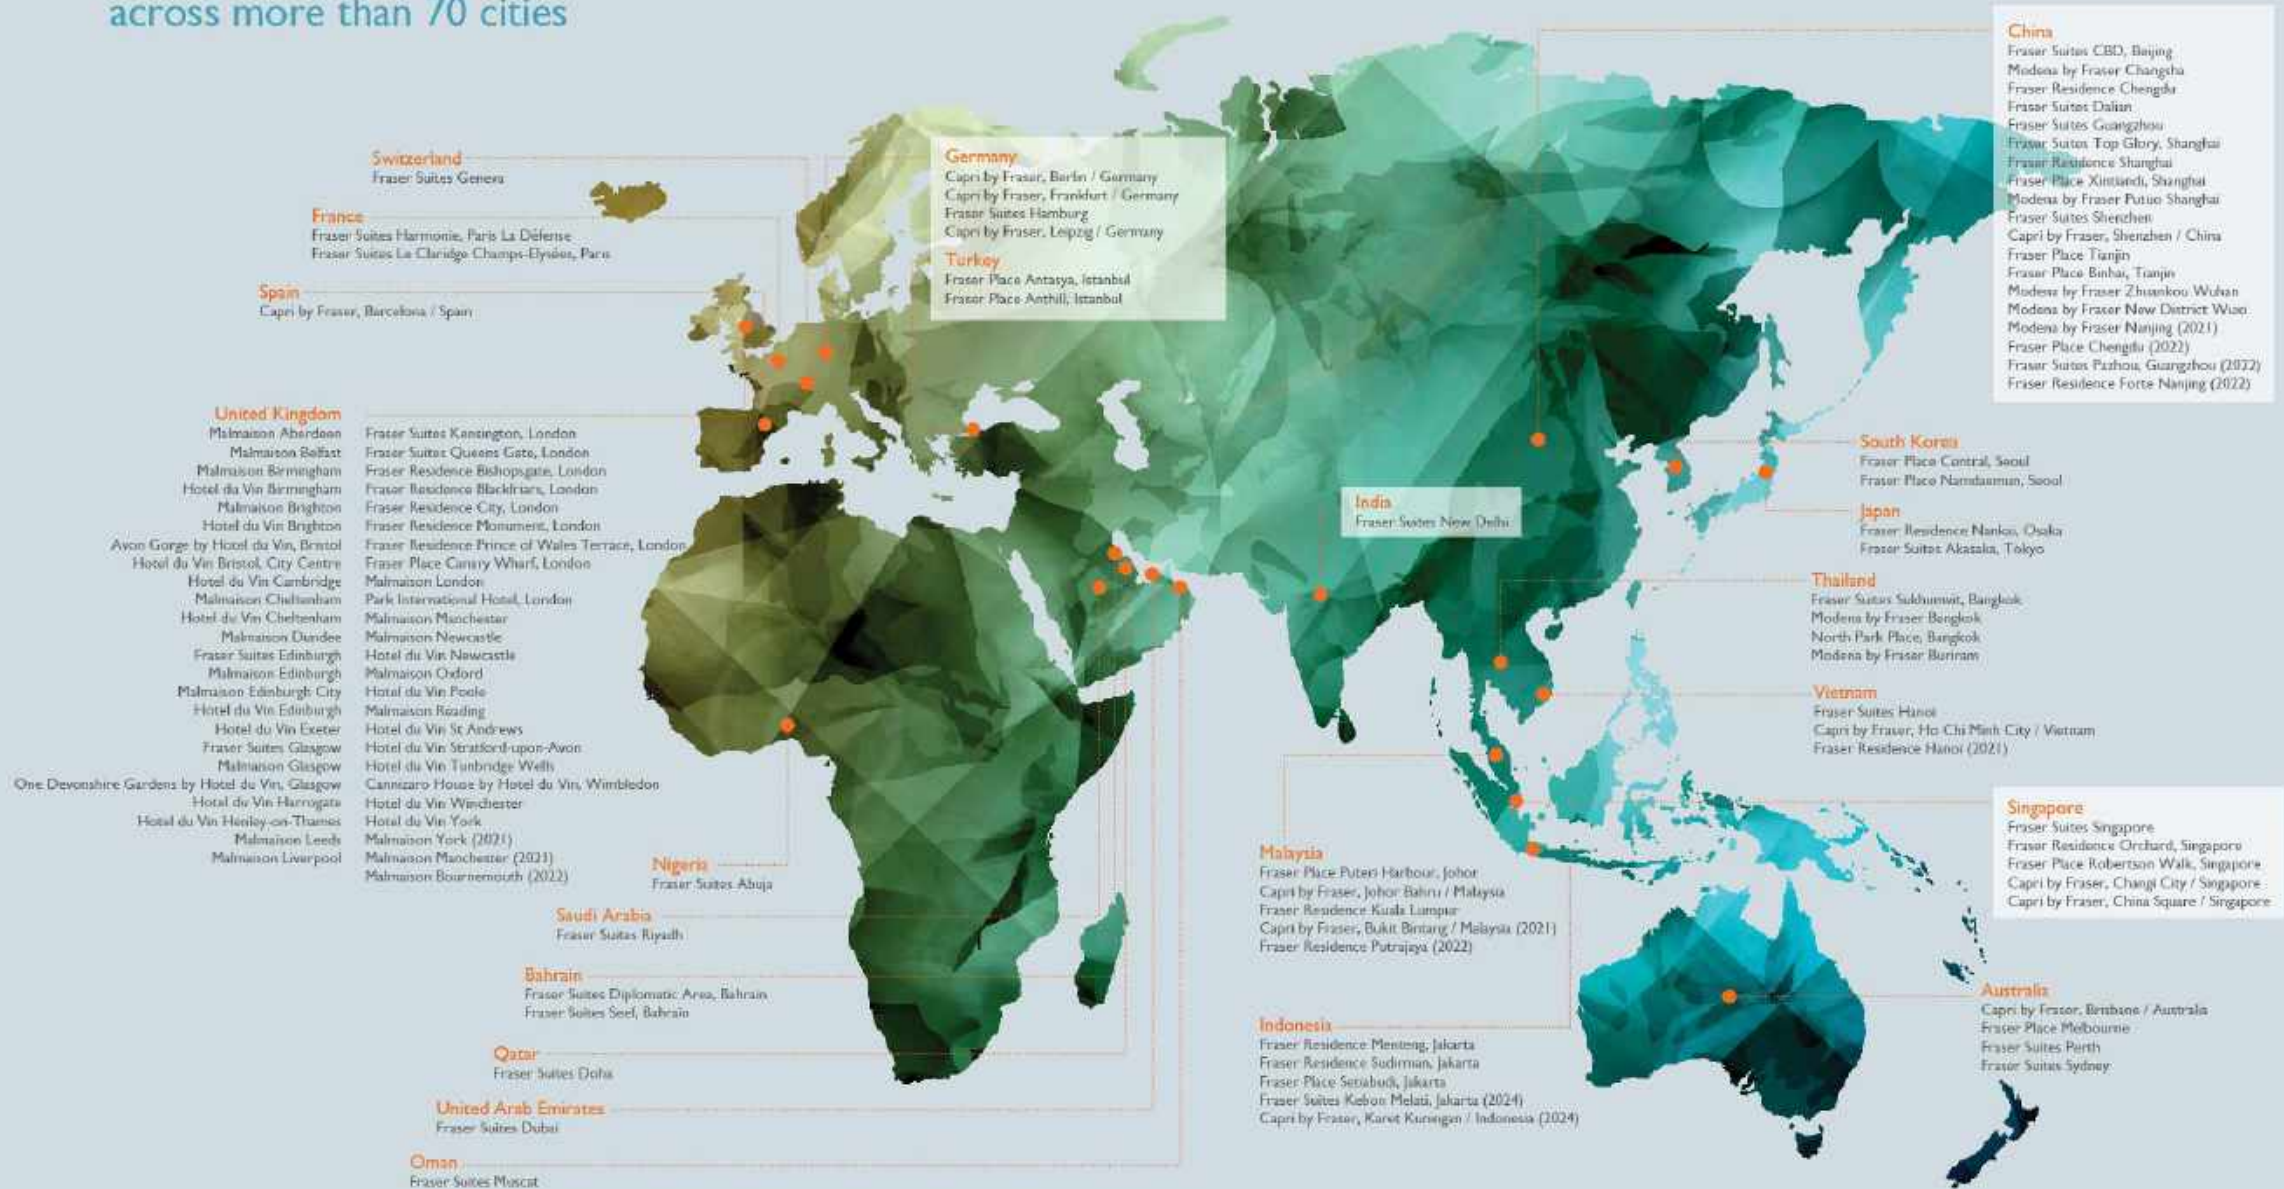 across more than 70 cities
Switzerland
Fraser Suites Geneva
France
Fraser Suites Harmonie, Paris La Défense
Fraser Suites Le Claridge Champs-Elysées, Paris
Spain
Capri by Fraser, Barcelona / Spain
United Kingdom
Malmaison Aberdeen
Malmaison Belfast
Malmaison Birmingham
Hotel du Vin Birmingham
Malmaison Brighton
Hotel du Vin Brighton
Avon Gorge by Hotel du Vin, Bristol
Hotel du Vin Bristol, City Centre
Hotel du Vin Cambridge
Malmaison Cheltenham
Hotel du Vin Cheltenham
Malmaison Dundee
Fraser Suites Edinburgh
Malmaison Edinburgh
Malmaison Edinburgh City
Hotel du Vin Edinburgh
Hotel du Vin Exeter
Fraser Suites Glasgow
Malmaison Glasgow
One Devonshire Gardens by Hotel du Vin, Glasgow
Hotel du Vin Harrogate
Hotel du Vin Henley-on-Thames
Malmaison Leeds
Malmaison Liverpool
Fraser Suites Kensington, London
Fraser Suites Queens Gate, London
Fraser Residence Bishopsgate, London
Fraser Residence Blackfriars, London
Fraser Residence City, London
Fraser Residence Monument, London
Fraser Residence Prince of Wales Terrace, London
Fraser Place Canary Wharf, London
Malmaison London
Park International Hotel, London
Malmaison Manchester
Malmaison Newcastle
Hotel du Vin Newcastle
Malmaison Oxford
Hotel du Vin Poole
Malmaison Reading
Hotel du Vin St Andrews
Hotel du Vin Stratford-upon-Avon
Hotel du Vin Tunbridge Wells
Cannizaro House by Hotel du Vin, Wimbledon
Hotel du Vin Winchester
Hotel du Vin York
Malmaison York (2021)
Malmaison Manchester (2021)
Malmaison Bournemouth (2022)
Nigeria
Fraser Suites Abuja
Saudi Arabia
Fraser Suites Riyadh
Bahrain
Fraser Suites Diplomatic Area, Bahrain
Fraser Suites Seef, Bahrain
Qatar
Fraser Suites Doha
United Arab Emirates
Fraser Suites Dubai
Oman
Fraser Suites Muscat
Germany
Capri by Fraser, Berlin / Germany
Capri by Fraser, Frankfurt / Germany
Fraser Suites Hamburg
Capri by Fraser, Leipzig / Germany
Turkey
Fraser Place Antasya, Istanbul
Fraser Place Anthill, Istanbul
India
Fraser Suites New Delhi
Malaysia
Fraser Place Puteri Harbour, Johor
Capri by Fraser, Johor Bahru / Malaysia
Fraser Residence Kuala Lumpur
Capri by Fraser, Bukit Bintang / Malaysia (2021)
Fraser Residence Putrajaya (2022)
Indonesia
Fraser Residence Menteng, Jakarta
Fraser Residence Sudirman, Jakarta
Fraser Place Setiabudi, Jakarta
Fraser Suites Kebon Melati, Jakarta (2024)
Capri by Fraser, Karet Kuningan / Indonesia (2024)
China
Fraser Suites CBD, Beijing
Modena by Fraser Changsha
Fraser Residence Chengdu
Fraser Suites Dalian
Fraser Suites Guangzhou
Fraser Suites Top Glory, Shanghai
Fraser Residence Shanghai
Fraser Place Xintiandi, Shanghai
Modena by Fraser Putuo Shanghai
Fraser Suites Shenzhen
Capri by Fraser, Shenzhen / China
Fraser Place Tianjin
Fraser Place Binhai, Tianjin
Modena by Fraser Zhuankou Wuhan
Modena by Fraser New District Wuxi
Modena by Fraser Nanjing (2021)
Fraser Place Chengdu (2022)
Fraser Suites Pazhou, Guangzhou (2022)
Fraser Residence Forte Nanjing (2022)
South Korea
Fraser Place Central, Seoul
Fraser Place Namdaemun, Seoul
Japan
Fraser Residence Nankai, Osaka
Fraser Suites Akasaka, Tokyo
Thailand
Fraser Suites Sukhumvit, Bangkok
Modena by Fraser Bangkok
North Park Place, Bangkok
Modena by Fraser Buriram
Vietnam
Fraser Suites Hanoi
Capri by Fraser, Ho Chi Minh City / Vietnam
Fraser Residence Hanoi (2021)
Singapore
Fraser Suites Singapore
Fraser Residence Orchard, Singapore
Fraser Place Robertson Walk, Singapore
Capri by Fraser, Changi City / Singapore
Capri by Fraser, China Square / Singapore
Australia
Capri by Fraser, Brisbane / Australia
Fraser Place Melbourne
Fraser Suites Perth
Fraser Suites Sydney